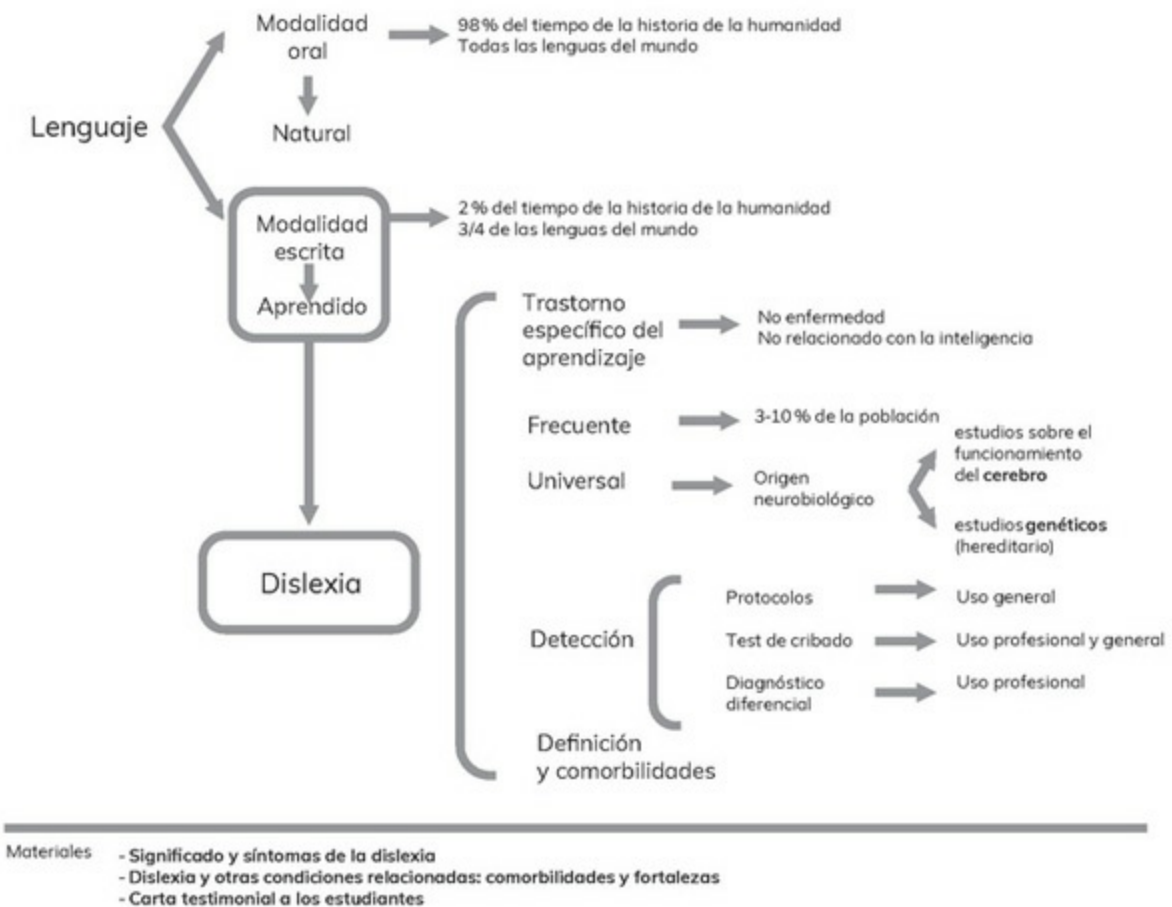 Modalidad
oral
98% del tiempo de la historia de la humanidad
Todas las lenguas del mundo
Lenguaje
Natural
Modalidad
escrita
Aprendido
2% del tiempo de la historia de la humanidad
3/4 de las lenguas del mundo
Trastorno
específico del
aprendizaje
No enfermedad
No relacionado con la inteligencia
Frecuente
3-10% de la población
Universal
Origen
neurobiológico
estudios sobre el
funcionamiento
del cerebro
estudios genéticos
(hereditario)
Dislexia
Detección
Protocolos
Uso general
Test de cribado
Uso profesional y general
Diagnóstico
diferencial
Uso profesional
Definición
y comorbilidades
Materiales
- Significado y síntomas de la dislexia
- Dislexia y otras condiciones relacionadas: comorbilidades y fortalezas
- Carta testimonial a los estudiantes